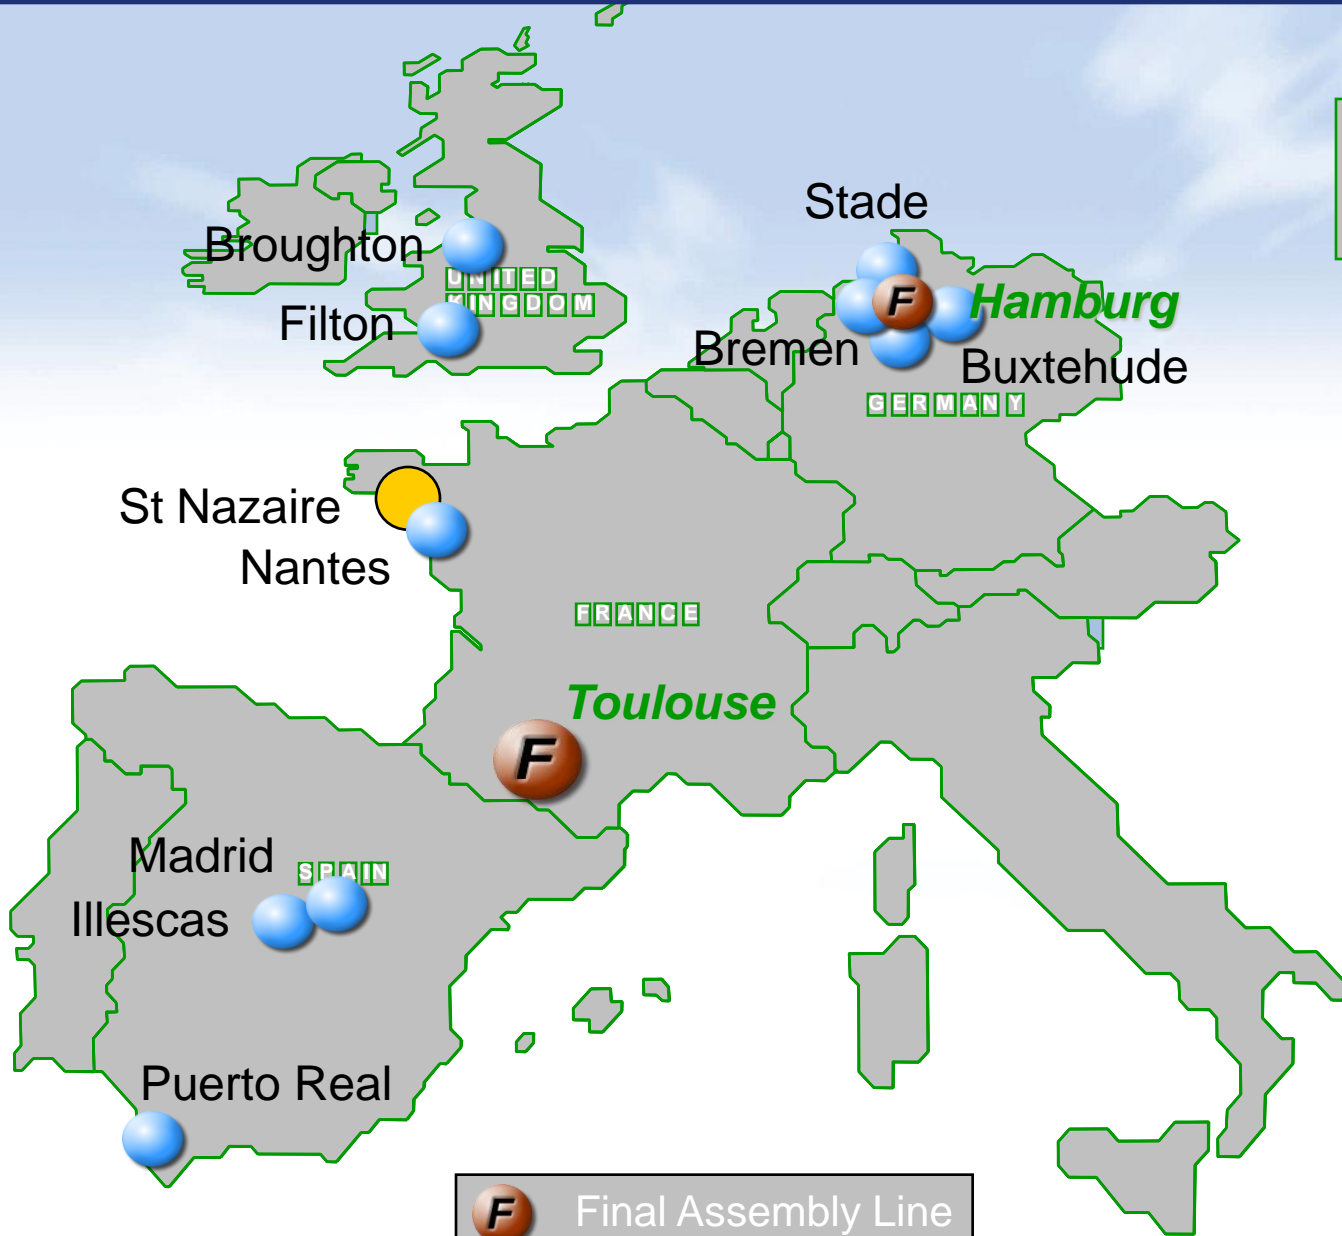 Stade
Broughton
UNITED
KINGDOM
Hamburg
F
Filton
Bremen
Buxtehude
GERMANY
St Nazaire
Nantes
FRANCE
Toulouse
F
Madrid
SPAIN
Illescas
Puerto Real
F Final Assembly Line